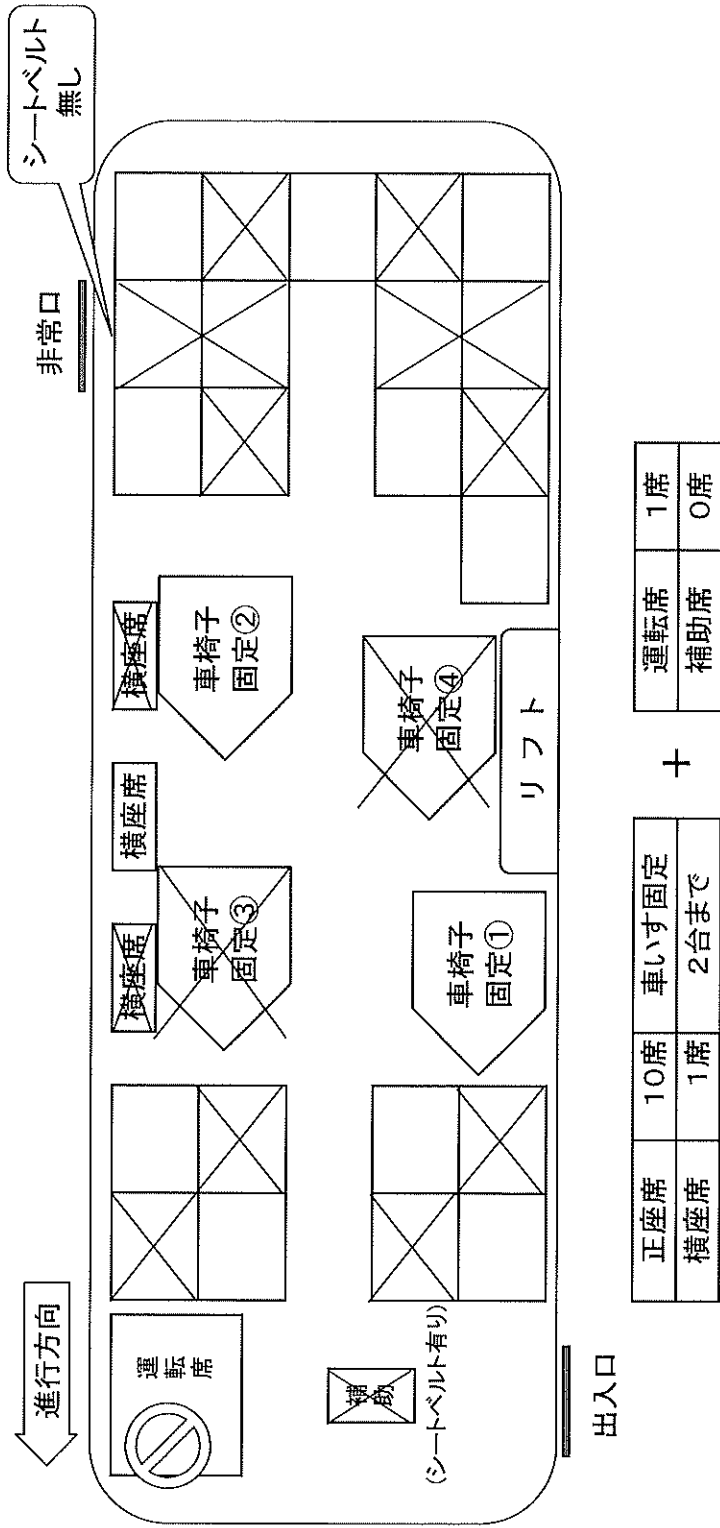 進行方向
非常口
シートベルト
無し
運転席
横座席
横座席
横座席
車椅子
固定③
車椅子
固定②
補助
(シートベルト有り)
車椅子
固定①
車椅子
固定④
リフト
出入口
正座席 10席 車いす固定
横座席 1席 2台まで
＋
運転席 1席
補助席 0席